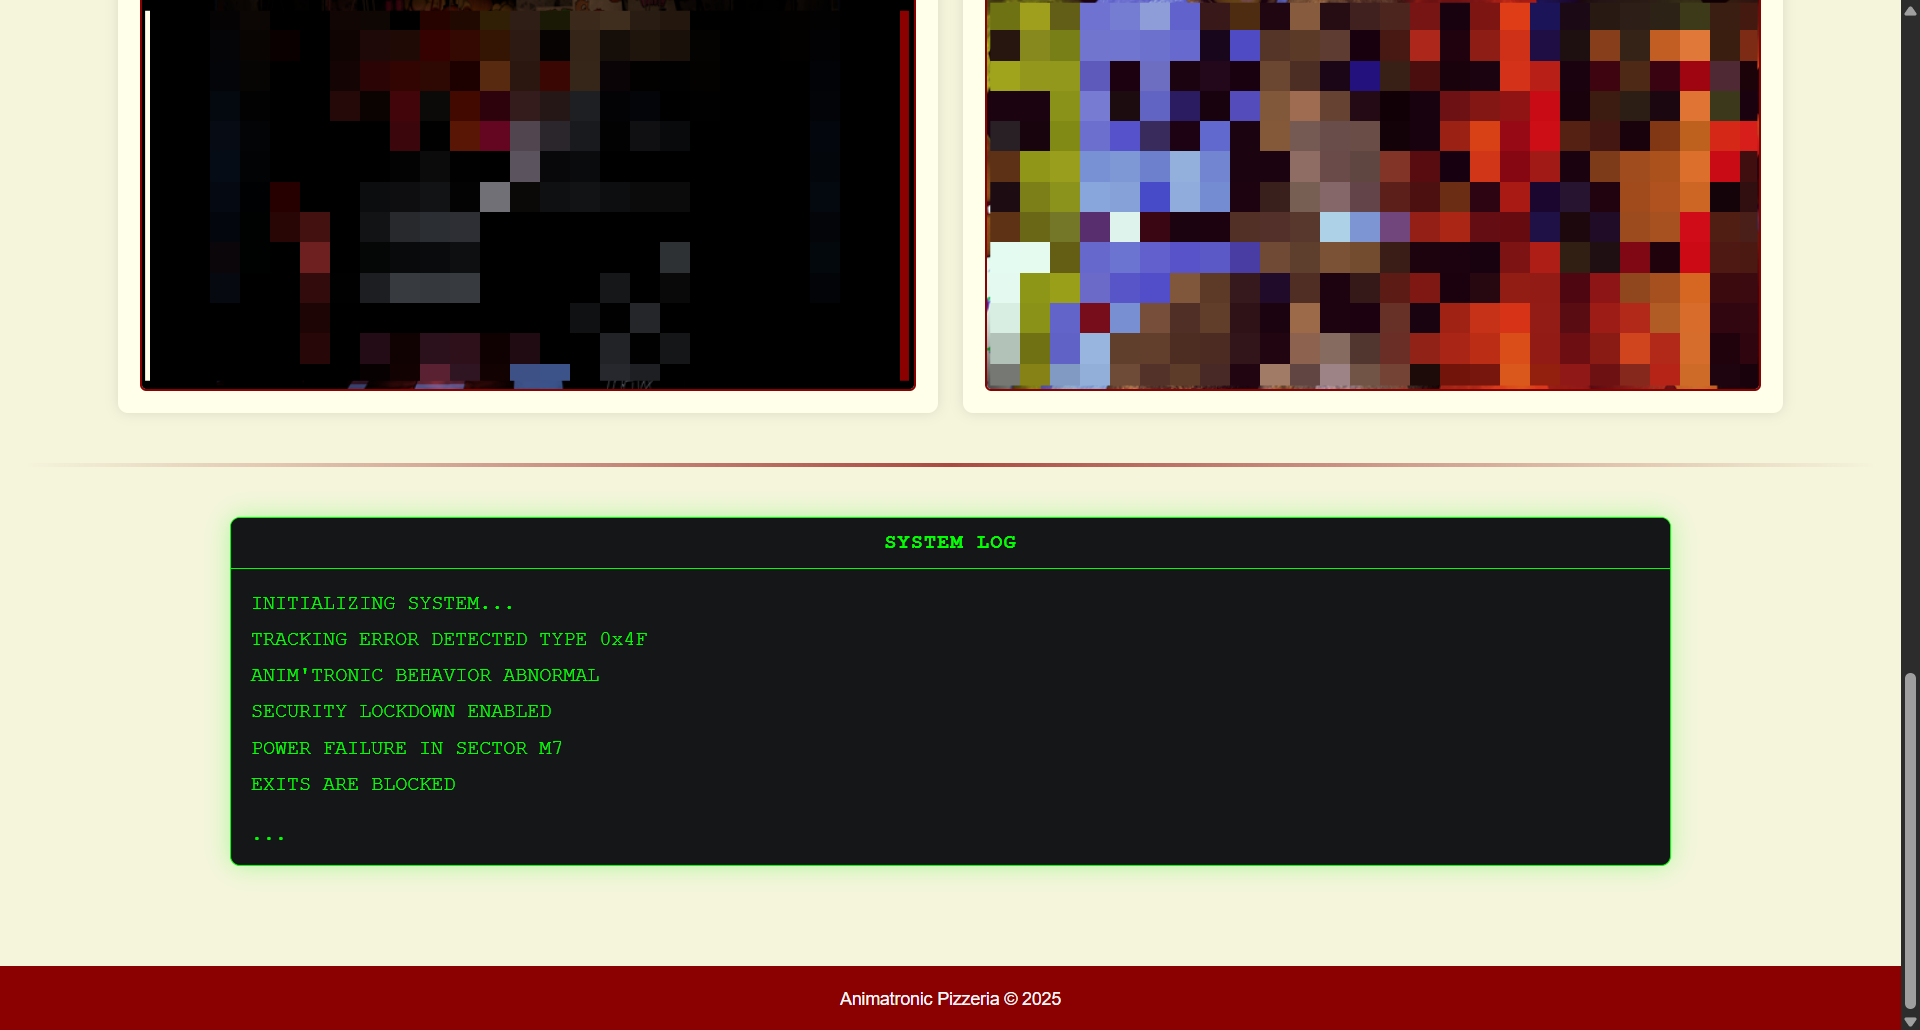 SYSTEM LOG
INITIALIZING SYSTEM...
TRACKING ERROR DETECTED TYPE 0x4F
ANIM'TRONIC BEHAVIOR ABNORMAL
SECURITY LOCKDOWN ENABLED
POWER FAILURE IN SECTOR M7
EXITS ARE BLOCKED
...
Animatronic Pizzeria © 2025